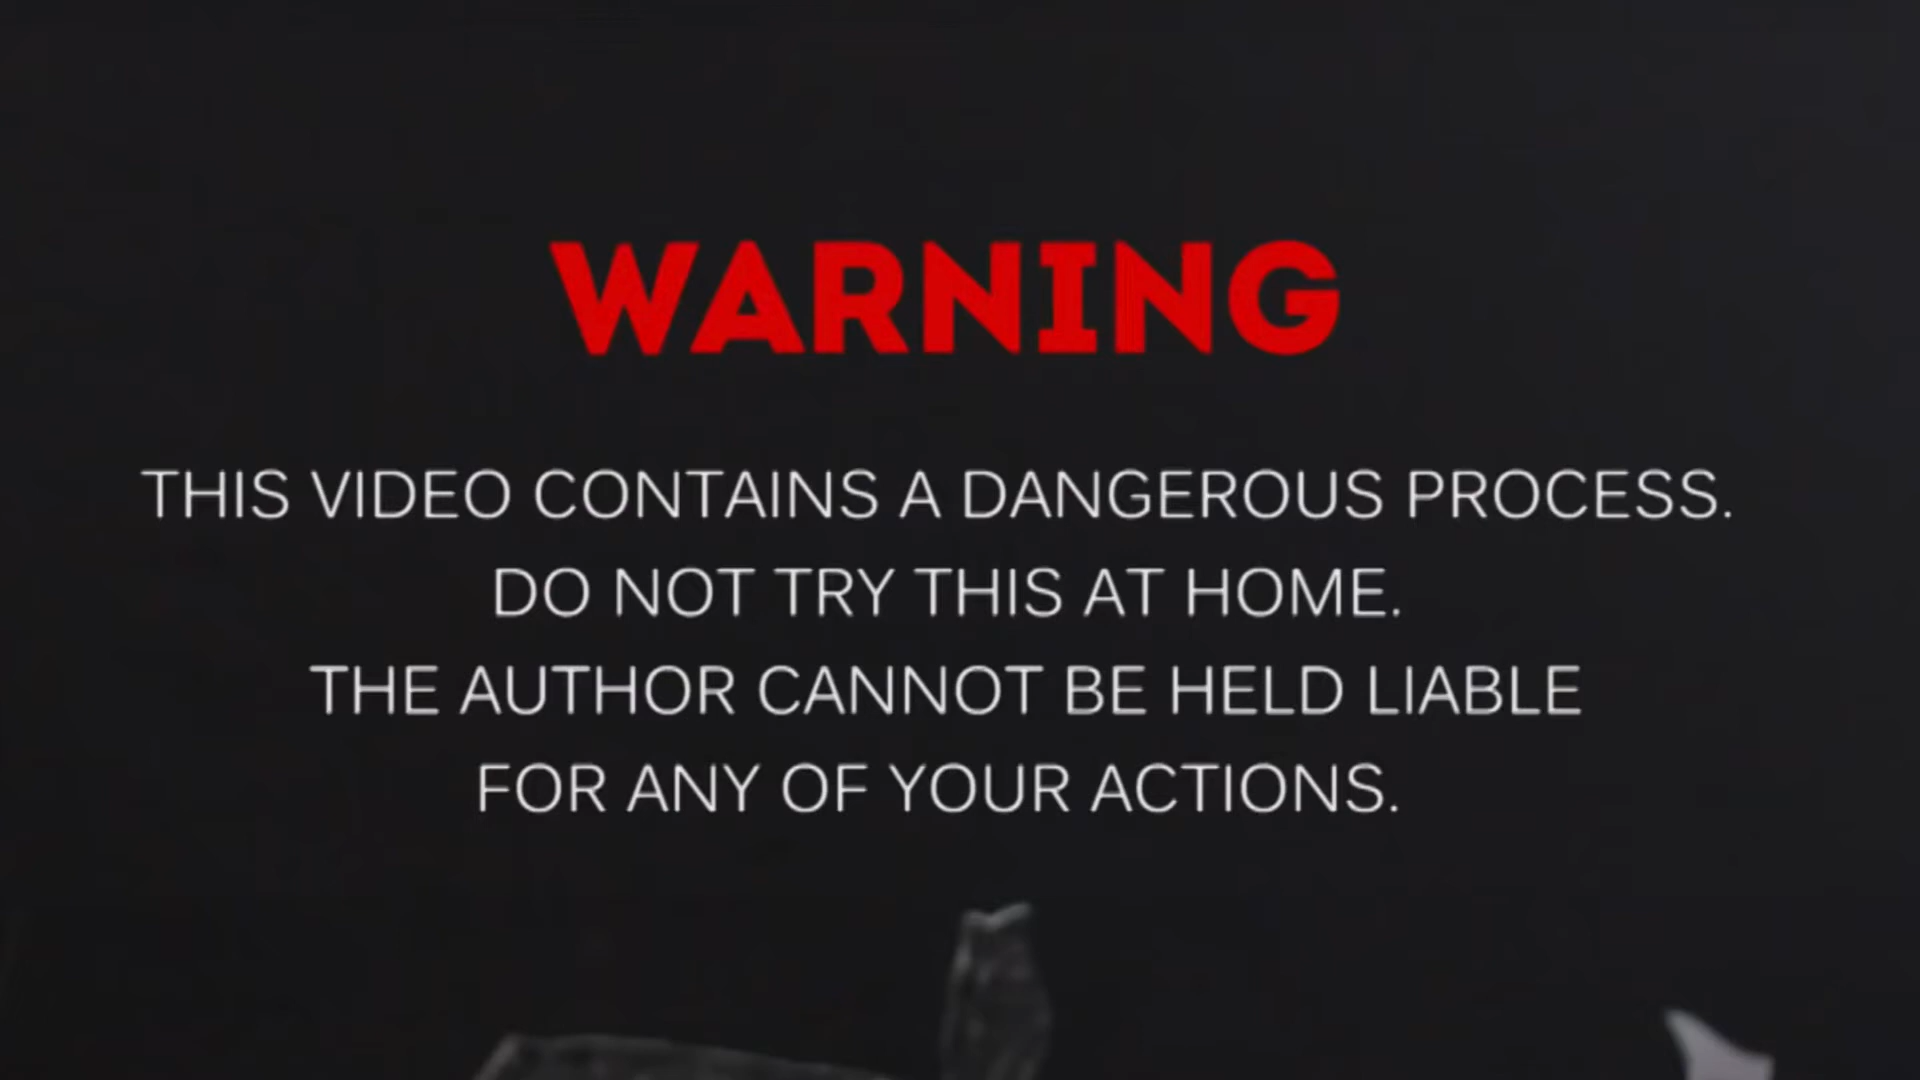 WARNING
THIS VIDEO CONTAINS A DANGEROUS PROCESS.
DO NOT TRY THIS AT HOME.
THE AUTHOR CANNOT BE HELD LIABLE
FOR ANY OF YOUR ACTIONS.